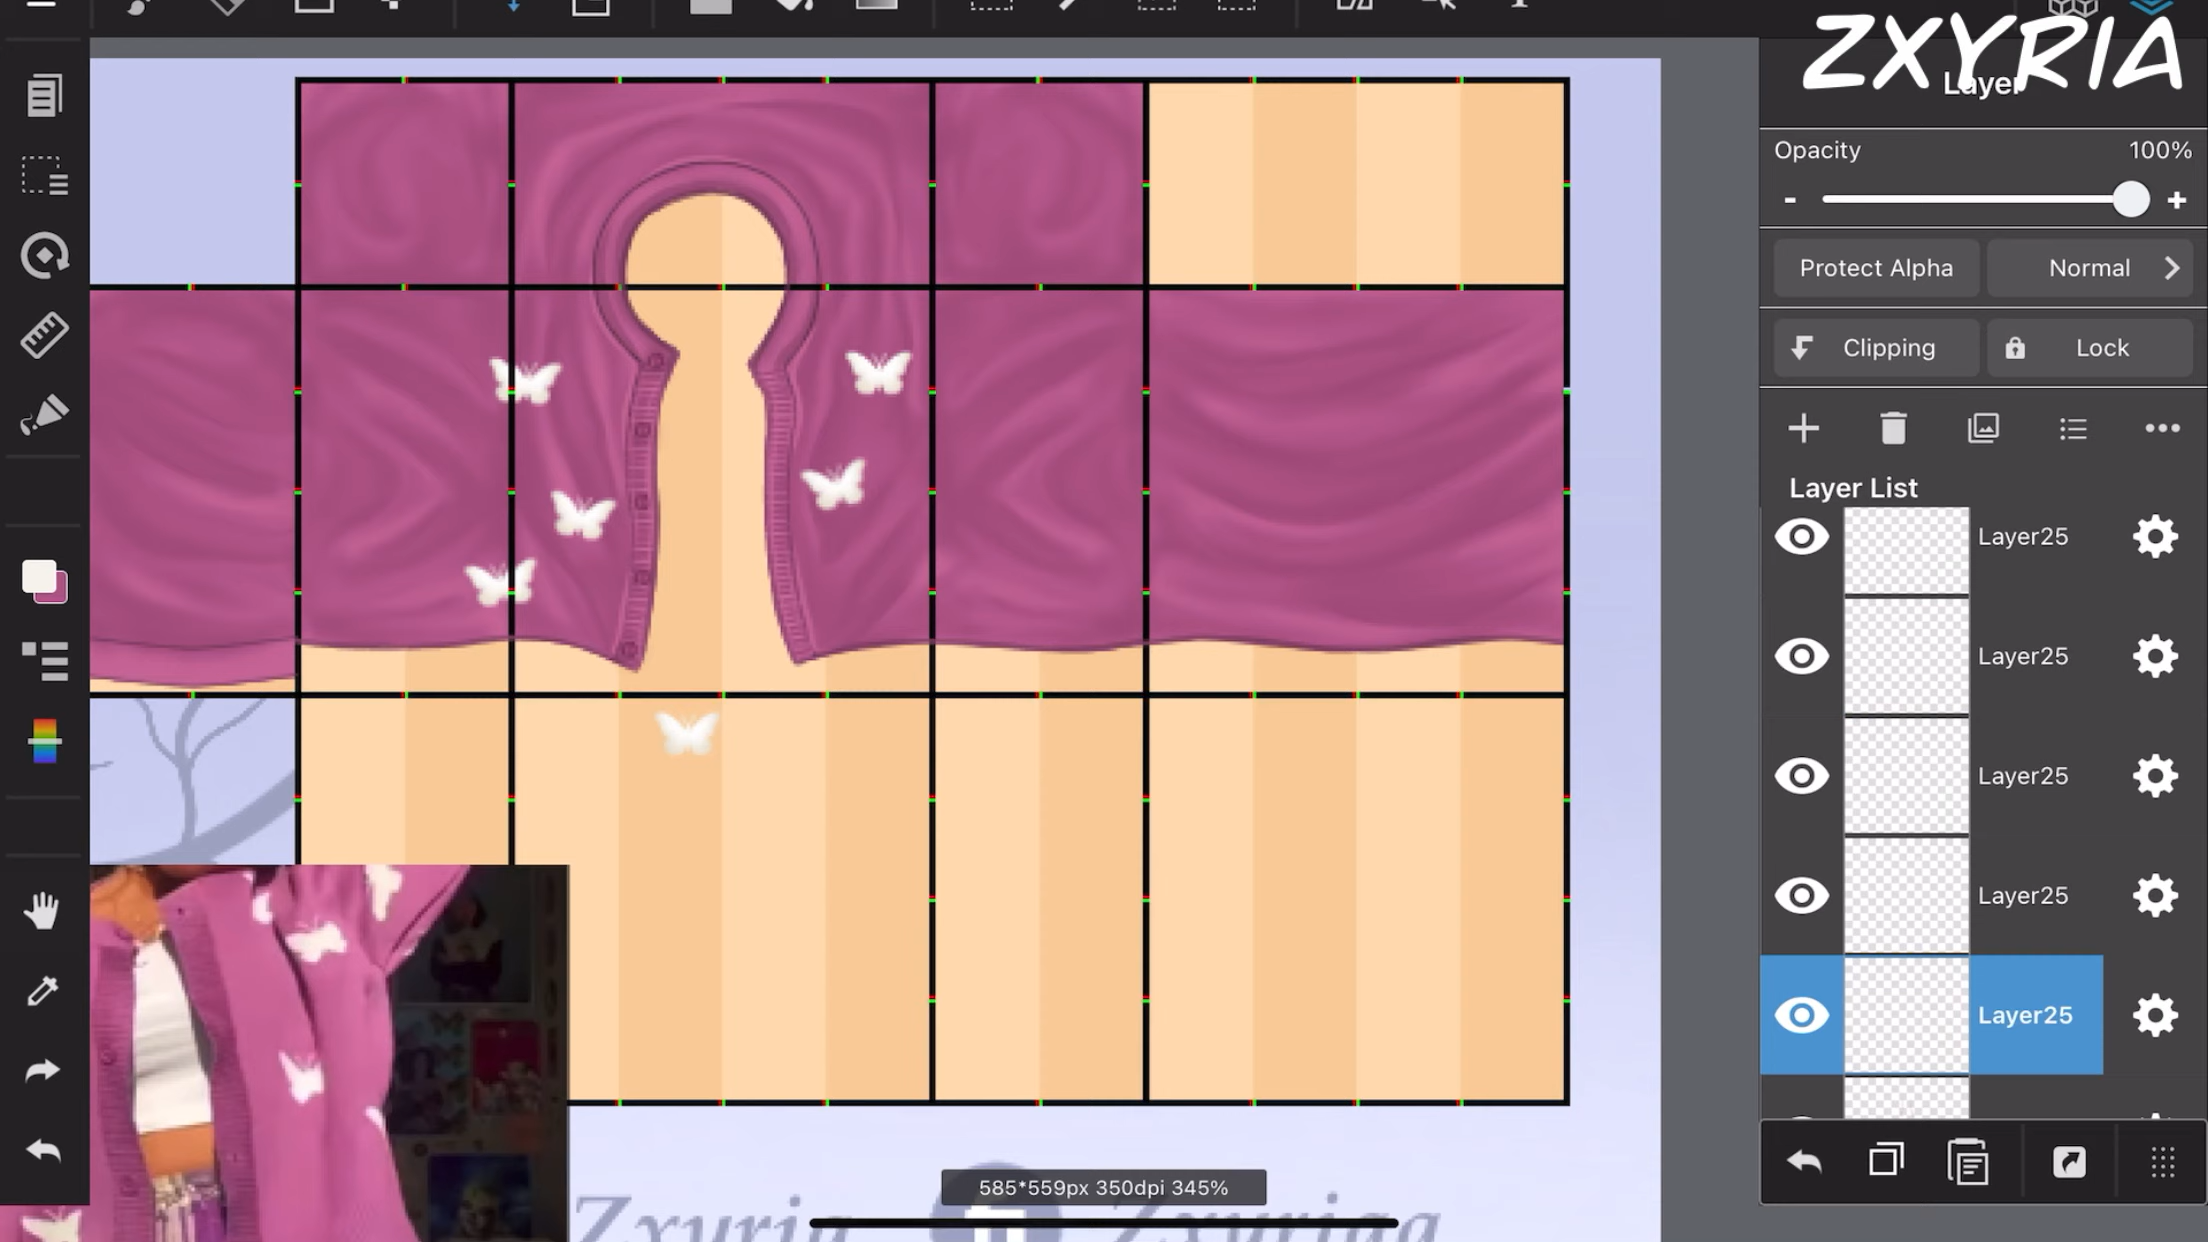 ZXYRIA
Layer
Opacity 100%
- +
Protect Alpha Normal
Clipping Lock
Layer List
Layer25
Layer25
Layer25
Layer25
Layer25
585*559px 350dpi 345%
Zxyria